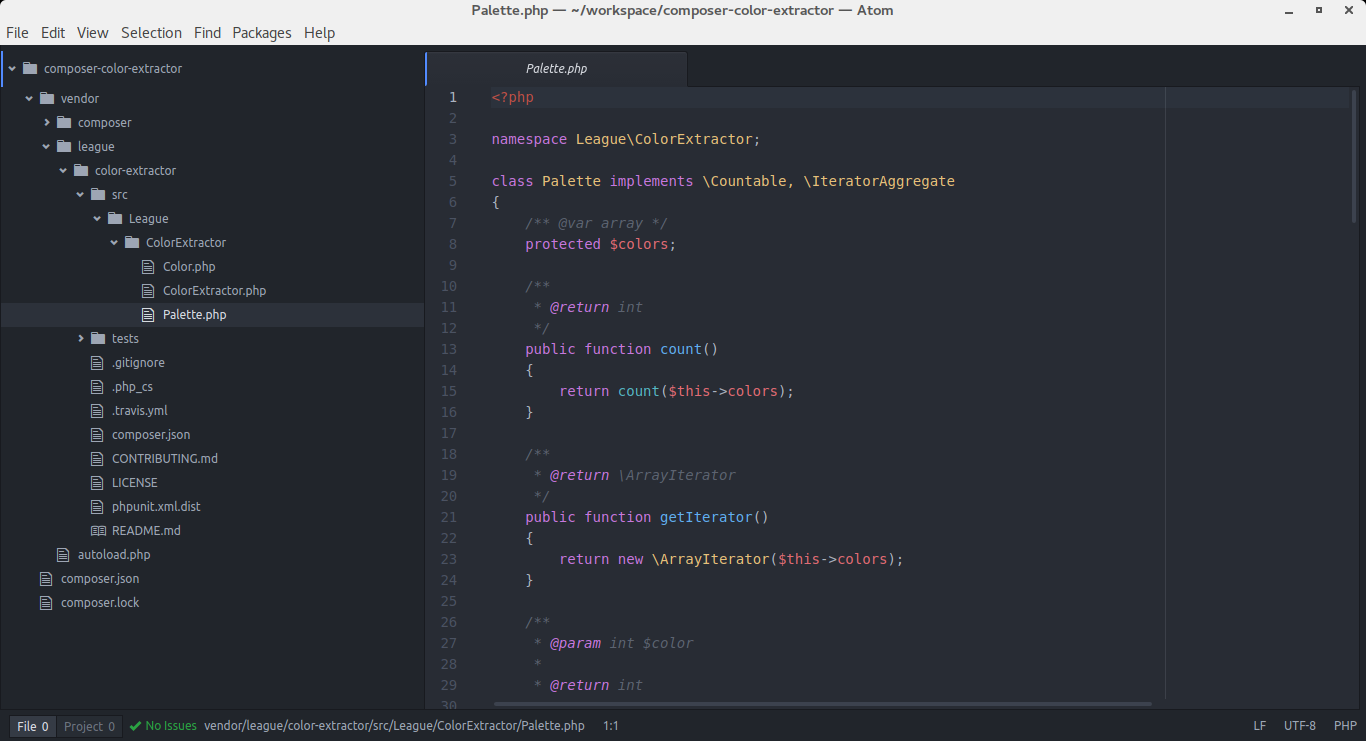 Palette.php — ~/workspace/composer-color-extractor — Atom
File Edit View Selection Find Packages Help
composer-color-extractor
vendor
composer
league
color-extractor
src
League
ColorExtractor
Color.php
ColorExtractor.php
Palette.php
tests
.gitignore
.php_cs
.travis.yml
composer.json
CONTRIBUTING.md
LICENSE
phpunit.xml.dist
README.md
autoload.php
composer.json
composer.lock
Palette.php
1 <?php
2
3 namespace League\ColorExtractor;
4
5 class Palette implements \Countable, \IteratorAggregate
6 {
7     /** @var array */
8     protected $colors;
9
10     /**
11      * @return int
12      */
13     public function count()
14     {
15         return count($this->colors);
16     }
17
18     /**
19      * @return \ArrayIterator
20      */
21     public function getIterator()
22     {
23         return new \ArrayIterator($this->colors);
24     }
25
26     /**
27      * @param int $color
28      *
29      * @return int
30
File 0 Project 0 No Issues vendor/league/color-extractor/src/League/ColorExtractor/Palette.php 1:1 LF UTF-8 PHP